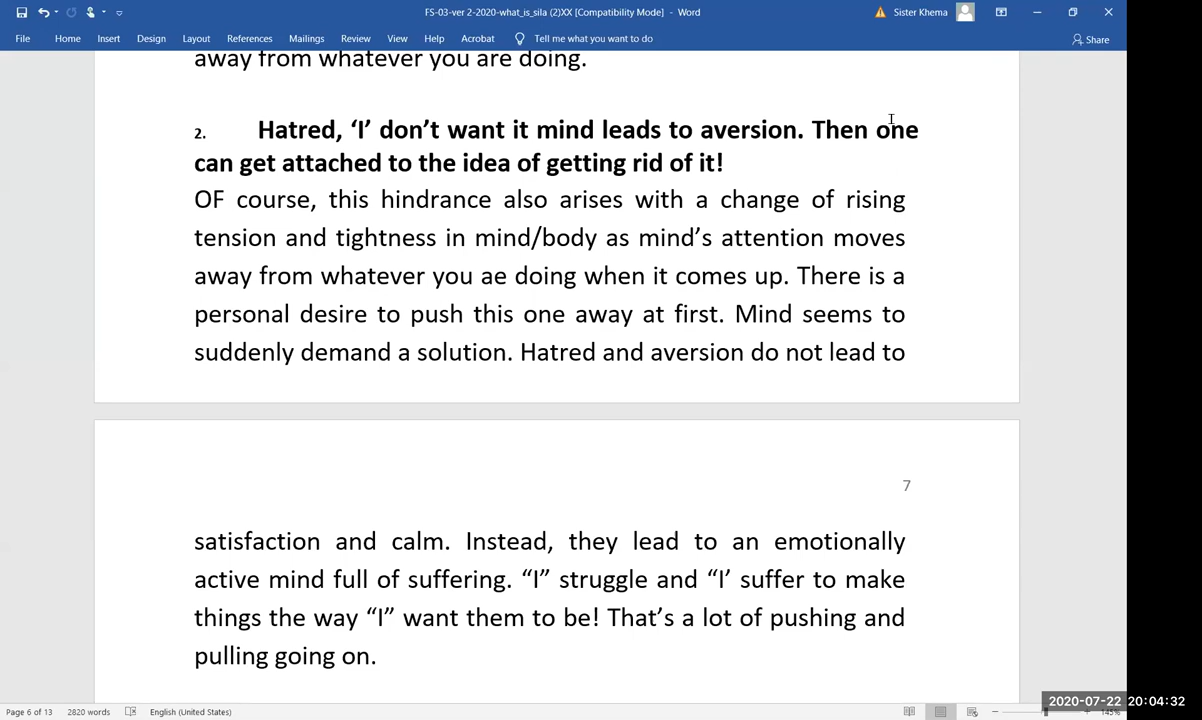 FS-03-ver 2-2020-what_is_sila (2)XX [Compatibility Mode] - Word
Sister Khema
File Home Insert Design Layout References Mailings Review View Help Acrobat Tell me what you want to do Share
away from whatever you are doing.
2. Hatred, ‘I’ don’t want it mind leads to aversion. Then one
can get attached to the idea of getting rid of it!
OF course, this hindrance also arises with a change of rising
tension and tightness in mind/body as mind’s attention moves
away from whatever you ae doing when it comes up. There is a
personal desire to push this one away at first. Mind seems to
suddenly demand a solution. Hatred and aversion do not lead to
7
satisfaction and calm. Instead, they lead to an emotionally
active mind full of suffering. “I” struggle and “I’ suffer to make
things the way “I” want them to be! That’s a lot of pushing and
pulling going on.
2020-07-22 20:04:32
Page 6 of 13 2820 words English (United States) 145%